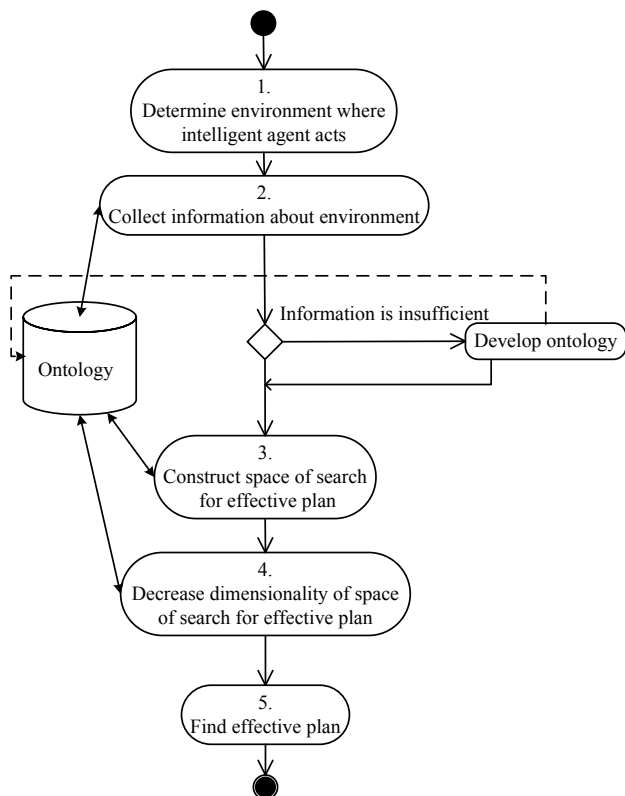 1.
Determine environment where
intelligent agent acts
2.
Collect information about environment
Information is insufficient
Develop ontology
Ontology
3.
Construct space of search
for effective plan
4.
Decrease dimensionality of space
of search for effective plan
5.
Find effective plan